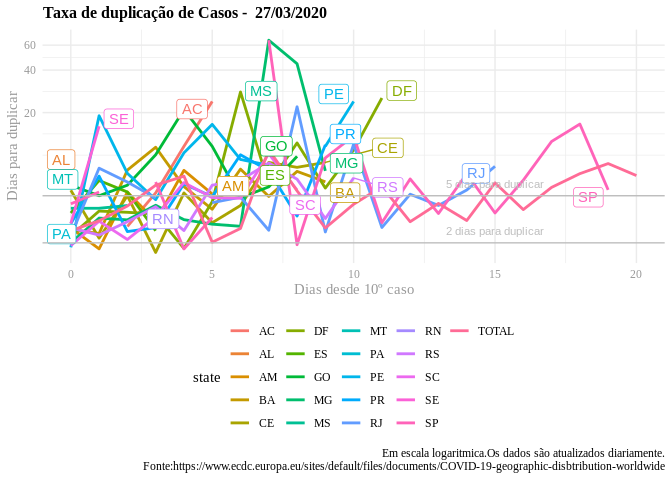 Taxa de duplicação de Casos -  27/03/2020
Dias para duplicar
60
40
20
AC
SE
AL
MT
PA
RN
MS
GO
ES
AM
SC
PE
PR
MG
BA
DF
CE
RS
RJ
SP
5 dias para duplicar
2 dias para duplicar
0
5
10
15
20
Dias desde 10º caso
state
AC DF MT RN TOTAL
AL ES PA RS
AM GO PE SC
BA MG PR SE
CE MS RJ SP
Em escala logaritmica.Os dados são atualizados diariamente.
Fonte:https://www.ecdc.europa.eu/sites/default/files/documents/COVID-19-geographic-disbtribution-worldwide